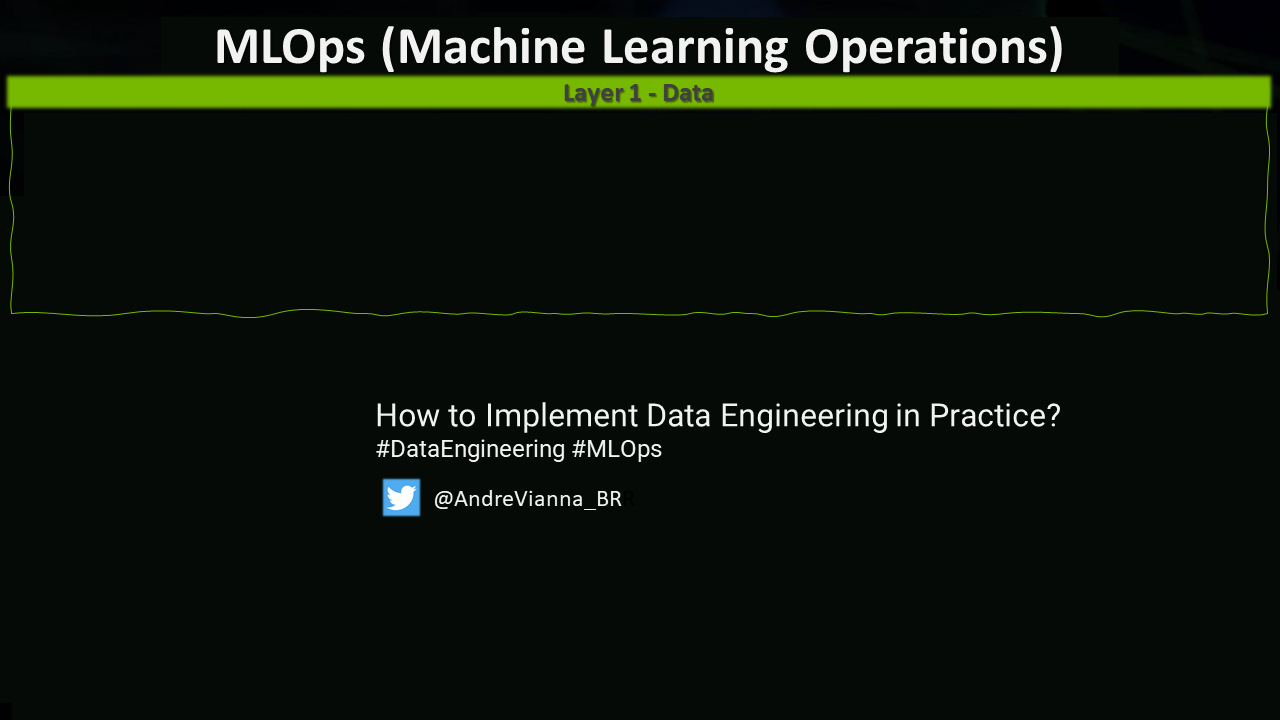 MLOps (Machine Learning Operations)
Layer 1 - Data
How to Implement Data Engineering in Practice?
#DataEngineering #MLOps
@AndreVianna_BR